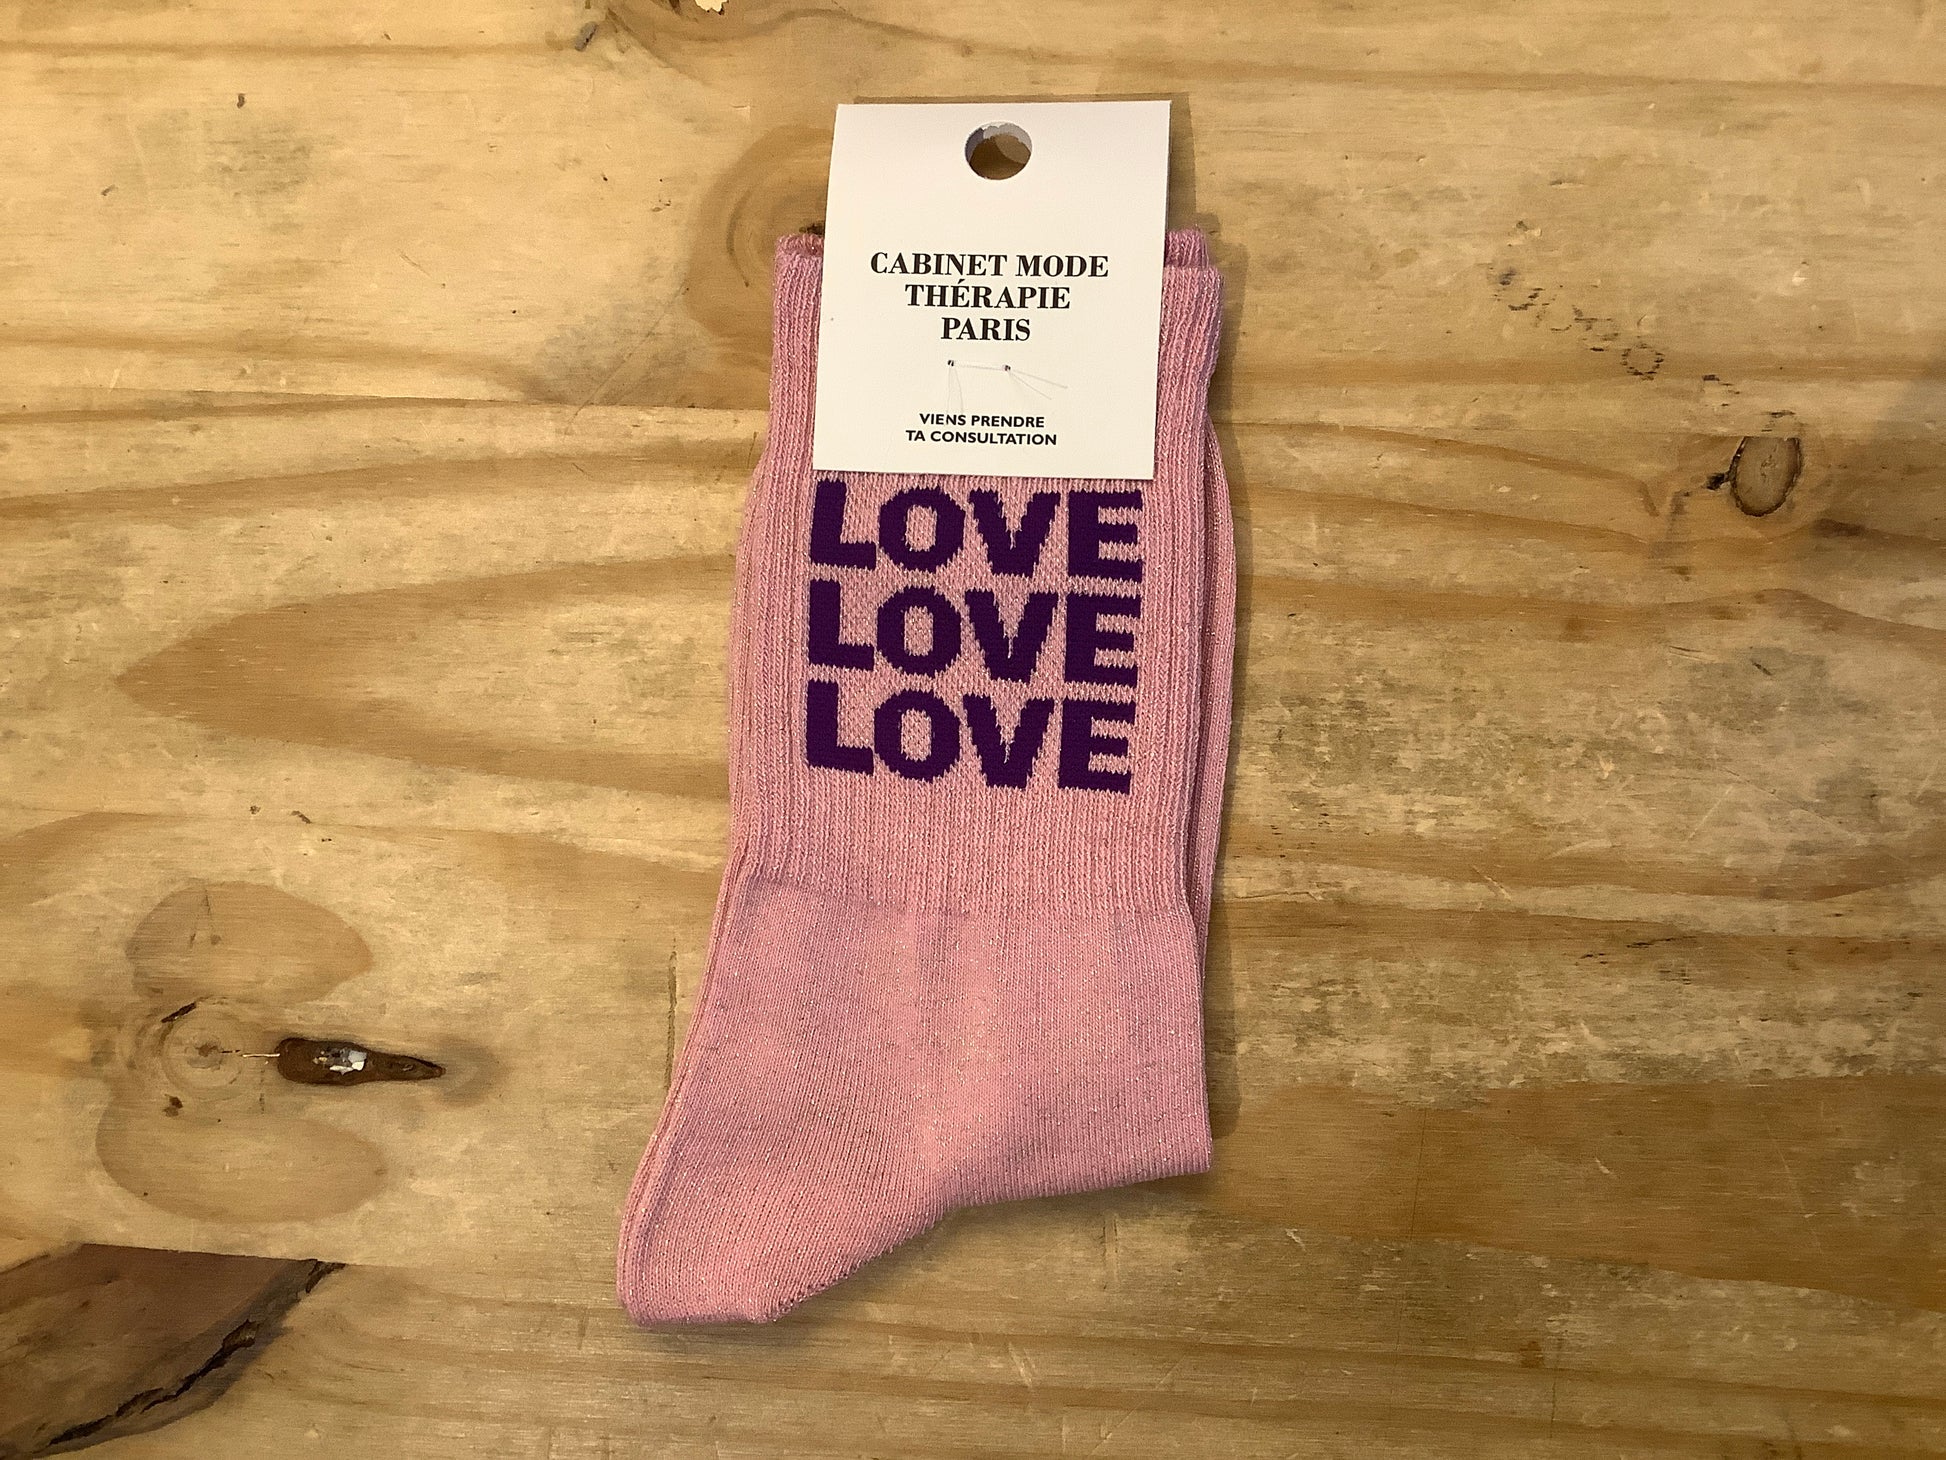 CABINET MODE
THÉRAPIE
PARIS
VIENS PRENDRE
TA CONSULTATION
LOVE
LOVE
LOVE